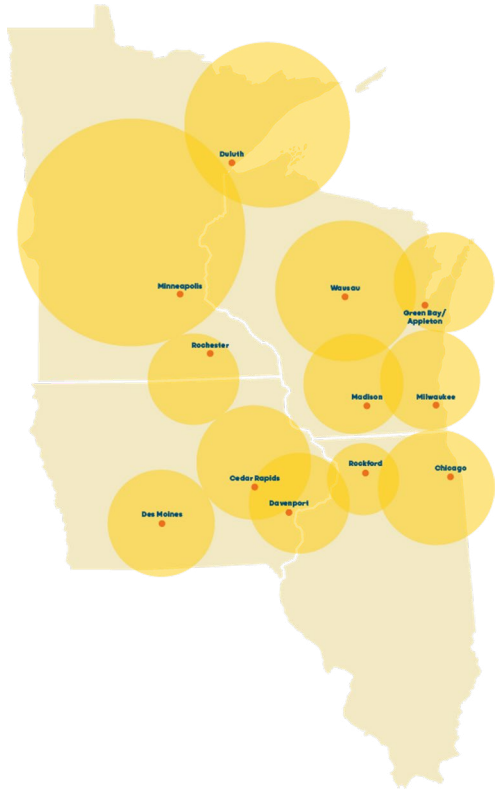 Duluth
Minneapolis
Wausau
Green Bay/
Appleton
Rochester
Madison
Milwaukee
Rockford
Chicago
Cedar Rapids
Davenport
Des Moines